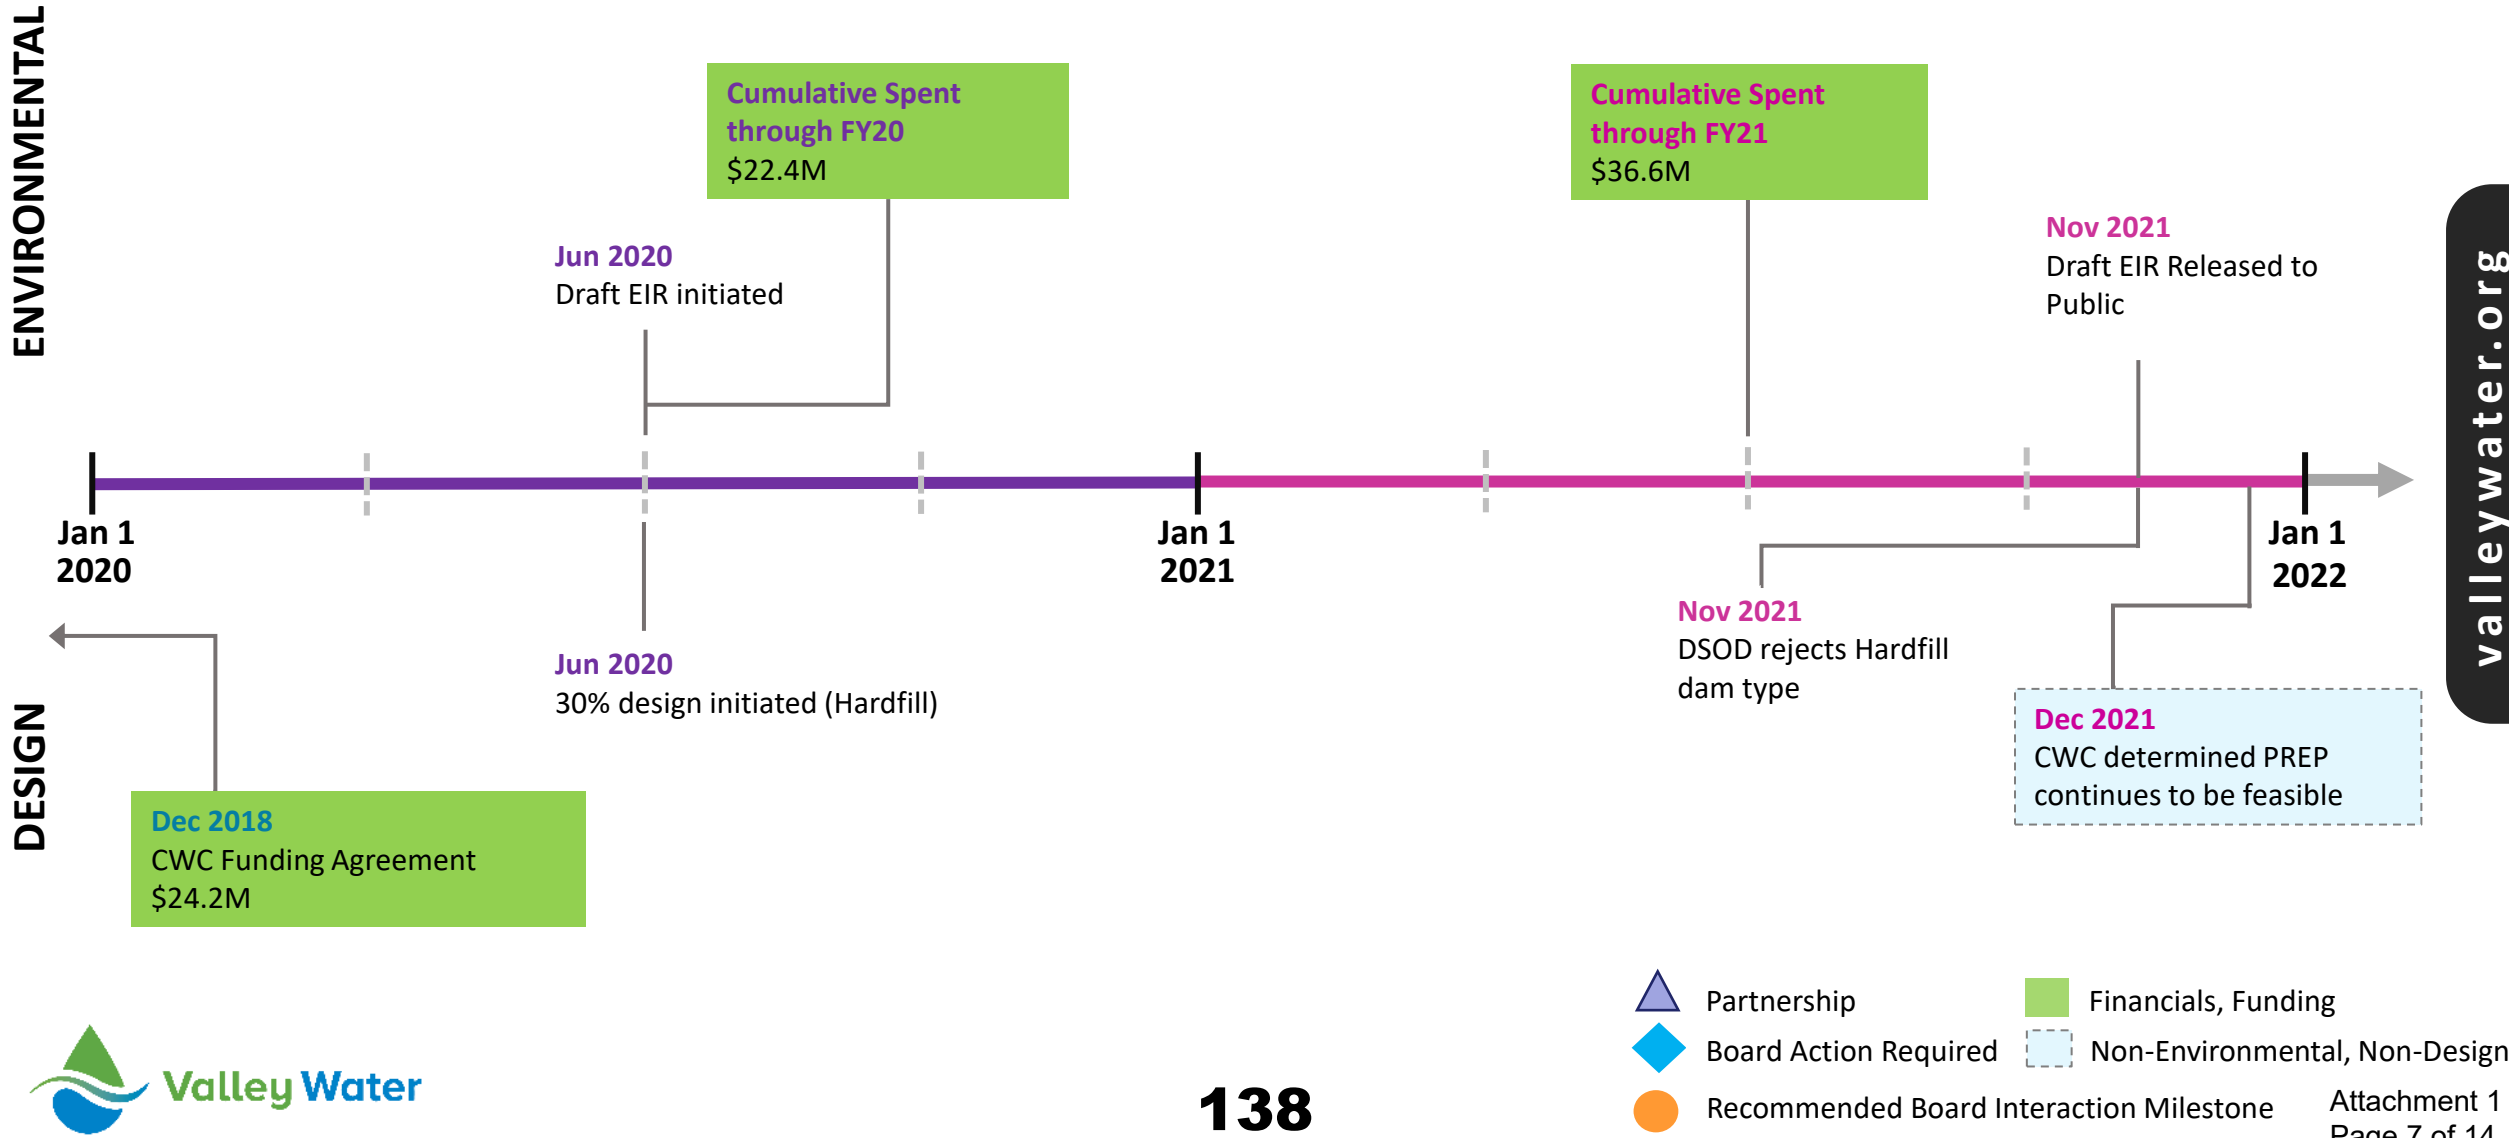 ENVIRONMENTAL
Cumulative Spent
through FY20
$22.4M
Cumulative Spent
through FY21
$36.6M
Jun 2020
Draft EIR initiated
Nov 2021
Draft EIR Released to
Public
valleywater.org
Jan 1
2020
Jan 1
2021
Jan 1
2022
DESIGN
Jun 2020
30% design initiated (Hardfill)
Nov 2021
DSOD rejects Hardfill
dam type
Dec 2021
CWC determined PREP
continues to be feasible
Dec 2018
CWC Funding Agreement
$24.2M
Partnership
Financials, Funding
Board Action Required
Non-Environmental, Non-Design
Recommended Board Interaction Milestone
Valley Water
138
Attachment 1
Page 7 of 14